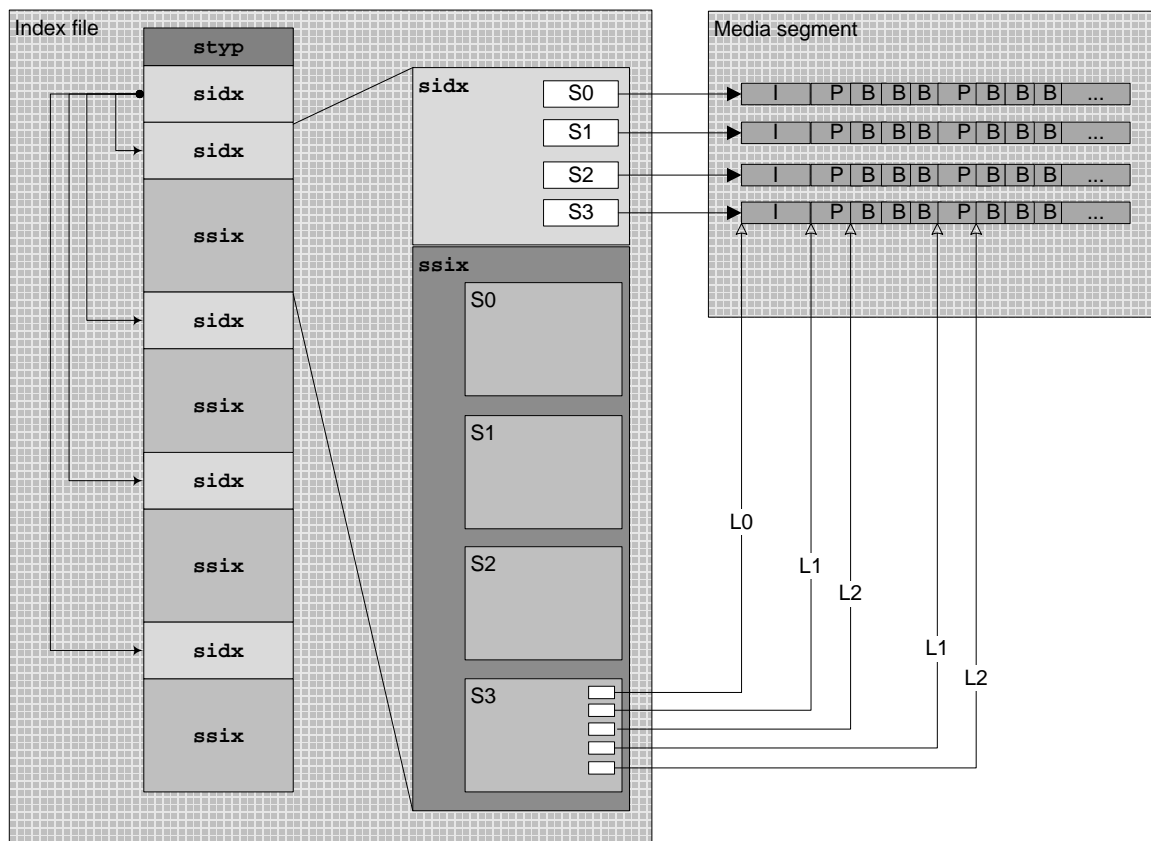 Index file
styp
sidx
sidx
ssix
sidx
ssix
sidx
ssix
sidx
ssix
sidx
S0
S1
S2
S3
ssix
S0
S1
S2
S3
Media segment
I P B B B P B B B ...
I P B B B P B B B ...
I P B B B P B B B ...
I P B B B P B B B ...
L0
L1
L2
L1
L2